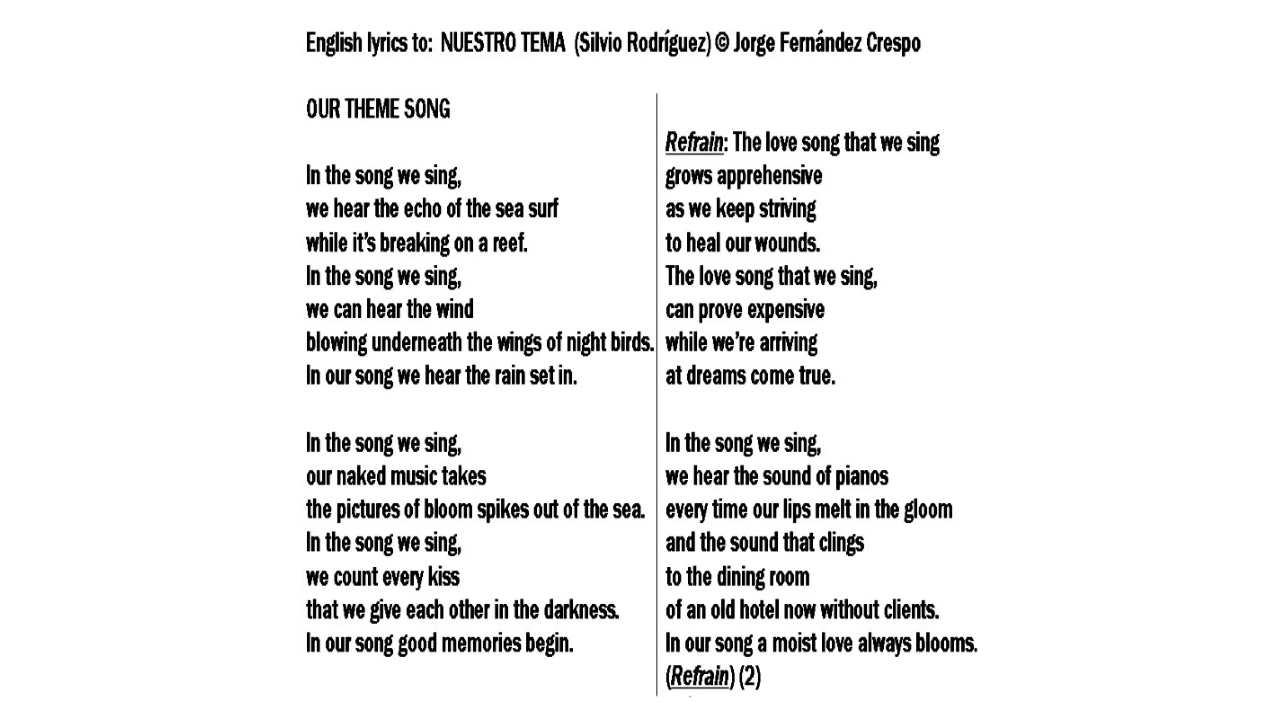 English lyrics to: NUESTRO TEMA (Silvio Rodríguez) © Jorge Fernández Crespo
OUR THEME SONG
In the song we sing,
we hear the echo of the sea surf
while it's breaking on a reef.
In the song we sing,
we can hear the wind
blowing underneath the wings of night birds.
In our song we hear the rain set in.
In the song we sing,
our naked music takes
the pictures of bloom spikes out of the sea.
In the song we sing,
we count every kiss
that we give each other in the darkness.
In our song good memories begin.
Refrain: The love song that we sing
grows apprehensive
as we keep striving
to heal our wounds.
The love song that we sing,
can prove expensive
while we're arriving
at dreams come true.
In the song we sing,
we hear the sound of pianos
every time our lips melt in the gloom
and the sound that clings
to the dining room
of an old hotel now without clients.
In our song a moist love always blooms.
(Refrain) (2)